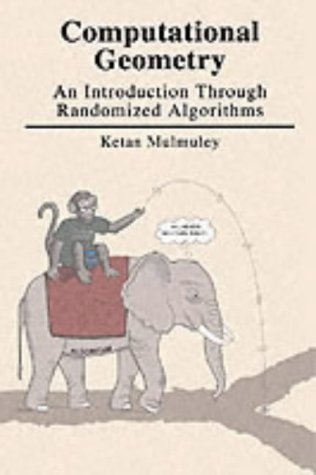 Computational
Geometry
An Introduction Through
Randomized Algorithms
Ketan Mulmuley